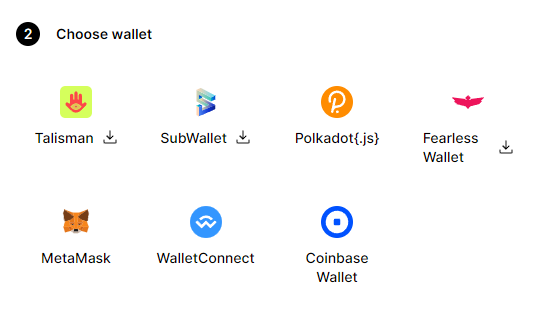 2 Choose wallet
Talisman
SubWallet
Polkadot{.js}
Fearless
Wallet
MetaMask
WalletConnect
Coinbase
Wallet